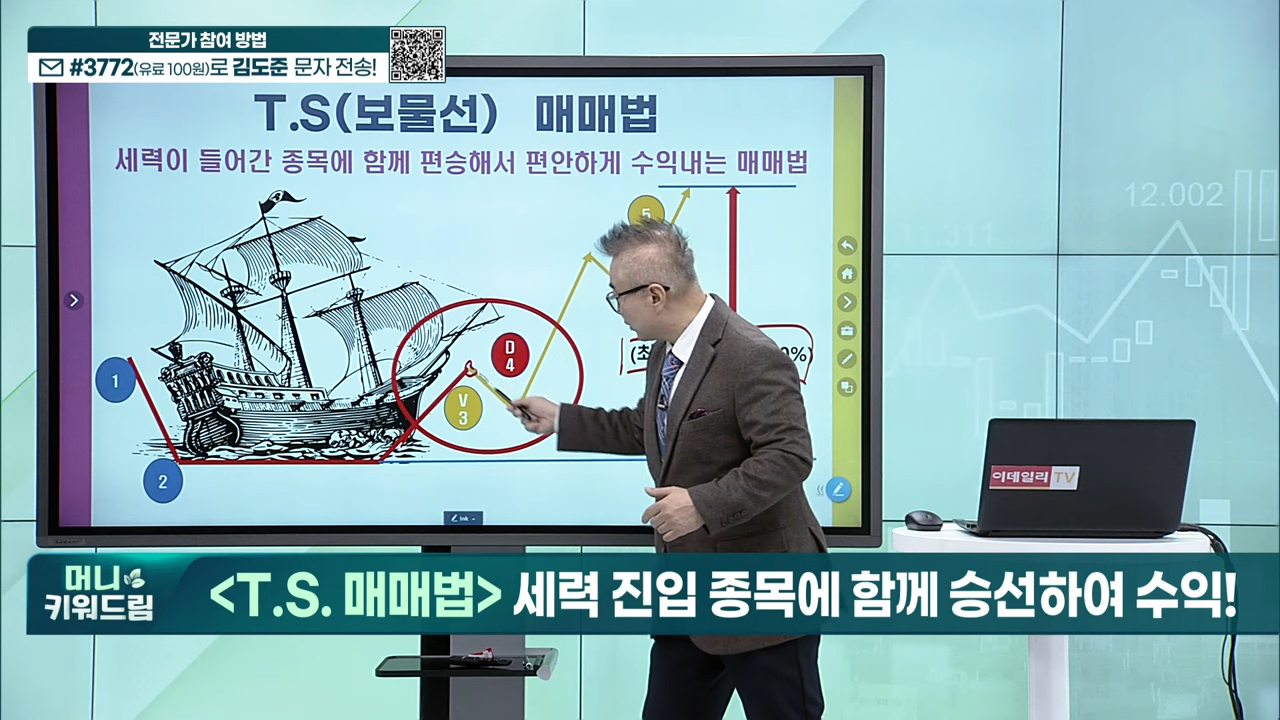 전문가 참여 방법
#3772(유료 100원)로 김도준 문자 전송!
T.S(보물선) 매매법
세력이 들어간 종목에 함께 편승해서 편안하게 수익내는 매매법
12.002
5
D
4
0%)
1
V
3
2
이데일리 TV
Ink
머니
키워드림
<T.S. 매매법> 세력 진입 종목에 함께 승선하여 수익!